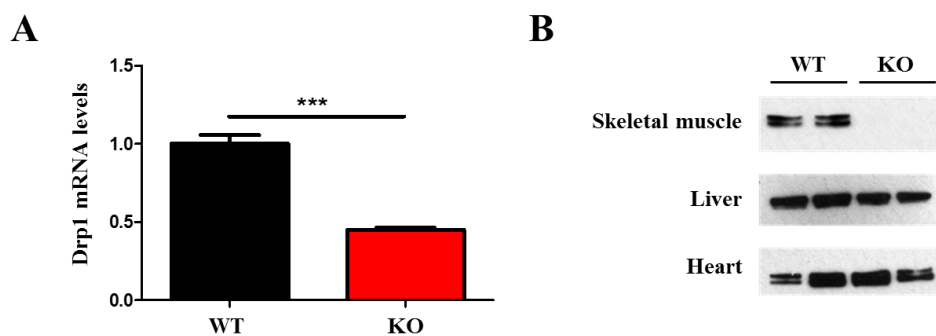 A
Drp1 mRNA levels
1.5
1.0
0.5
0.0
***
WT
KO
B
WT
KO
Skeletal muscle
Liver
Heart